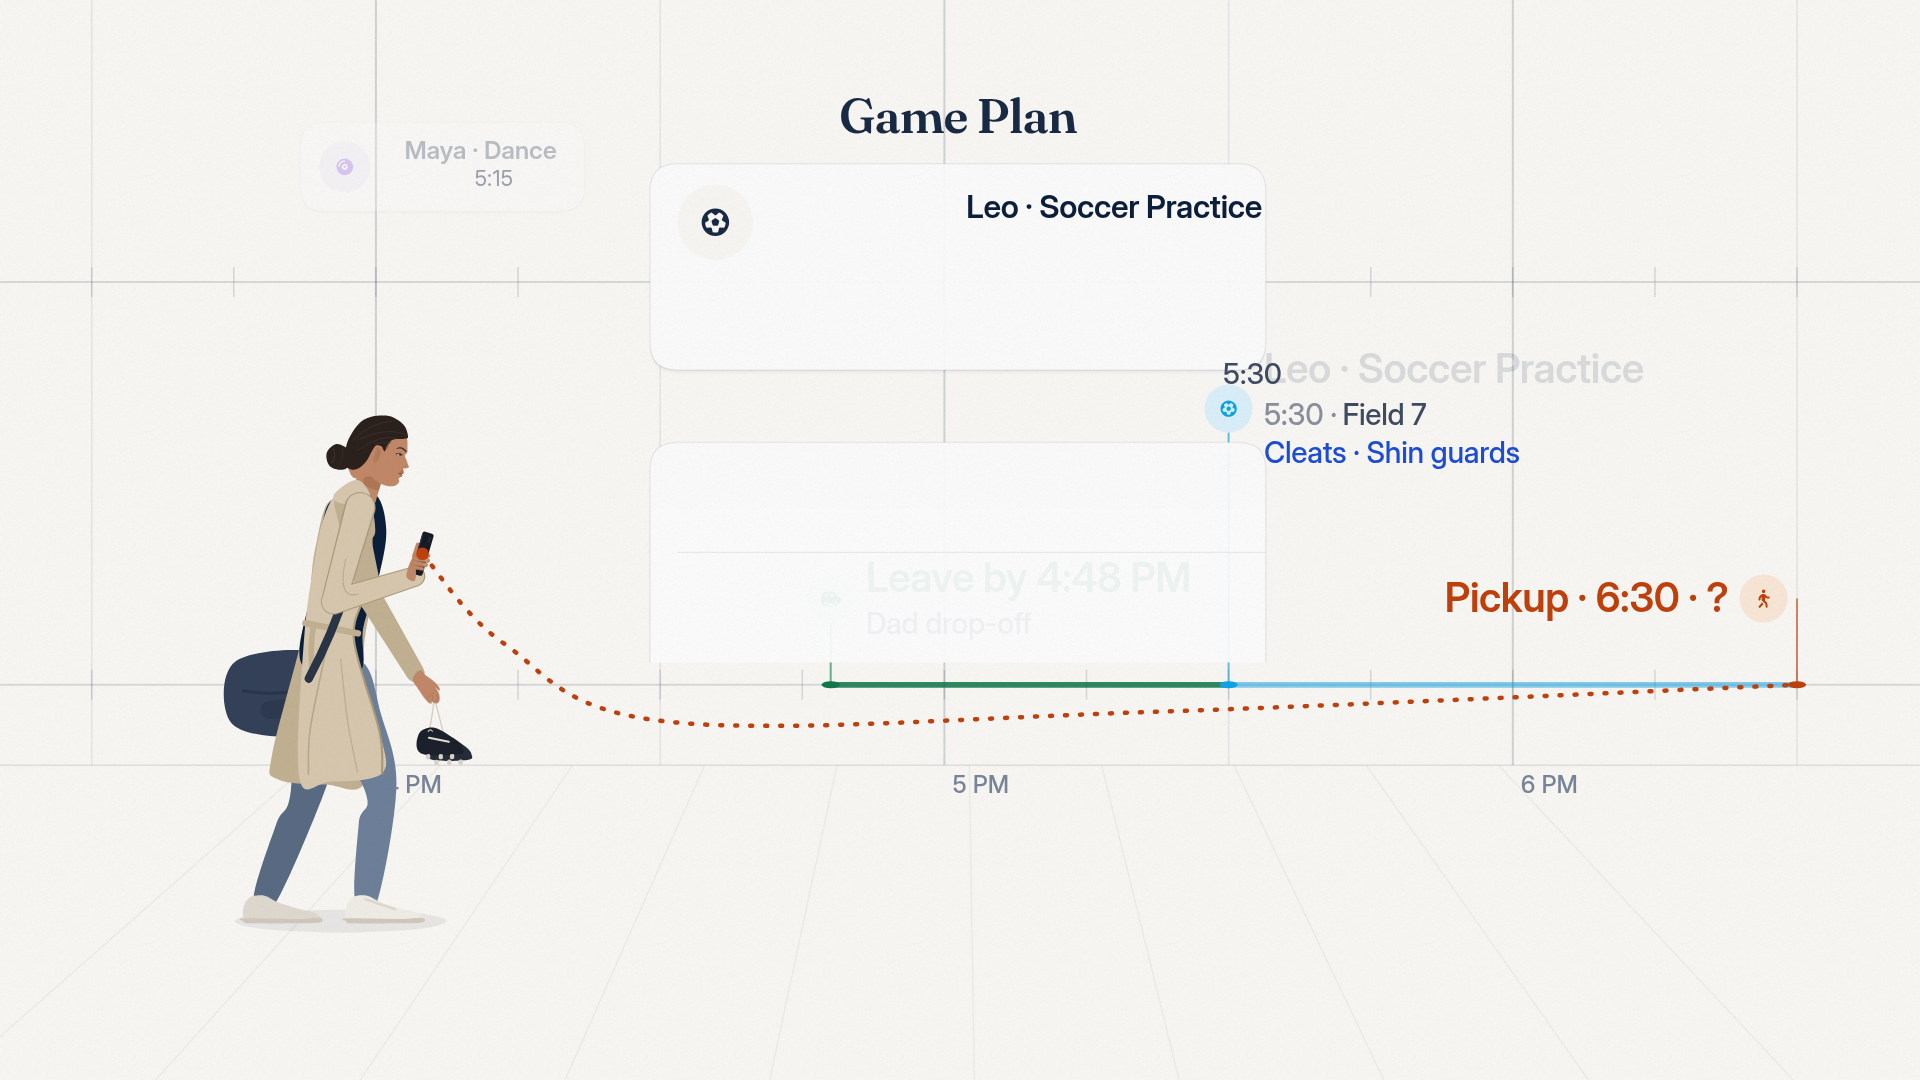 Game Plan
Maya · Dance
5:15
Leo · Soccer Practice
5:30
Leo · Soccer Practice
5:30 · Field 7
Cleats · Shin guards
Leave by 4:48 PM
Dad drop-off
Pickup · 6:30 · ?
PM
5 PM
6 PM